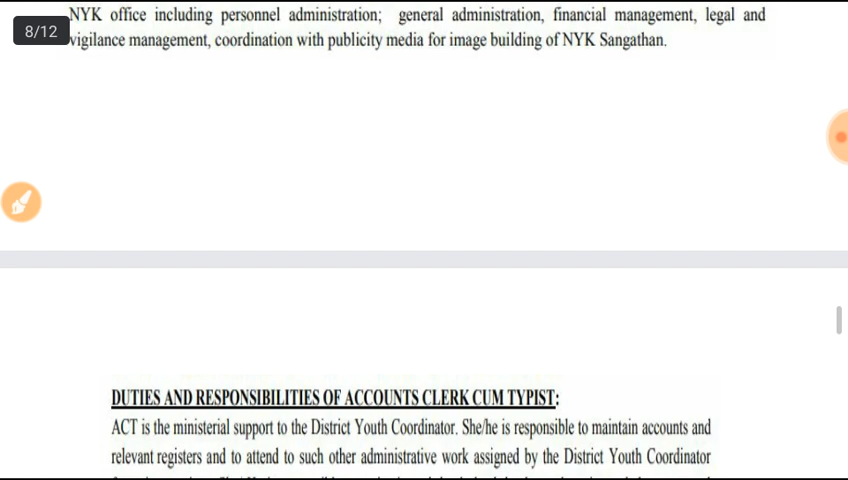 NYK office including personnel administration; general administration, financial management, legal and
8/12
vigilance management, coordination with publicity media for image building of NYK Sangathan.
DUTIES AND RESPONSIBILITIES OF ACCOUNTS CLERK CUM TYPIST:
ACT is the ministerial support to the District Youth Coordinator. She/he is responsible to maintain accounts and
relevant registers and to attend to such other administrative work assigned by the District Youth Coordinator